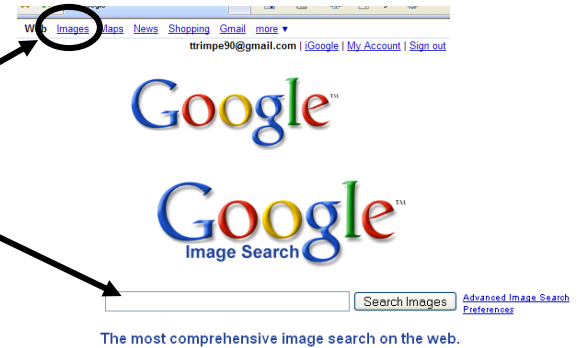 Web Images Maps News Shopping Gmail more ▼
ttrimpe90@gmail.com | iGoogle | My Account | Sign out
Google™
Google™
Image Search
Search Images
Advanced Image Search
Preferences
The most comprehensive image search on the web.